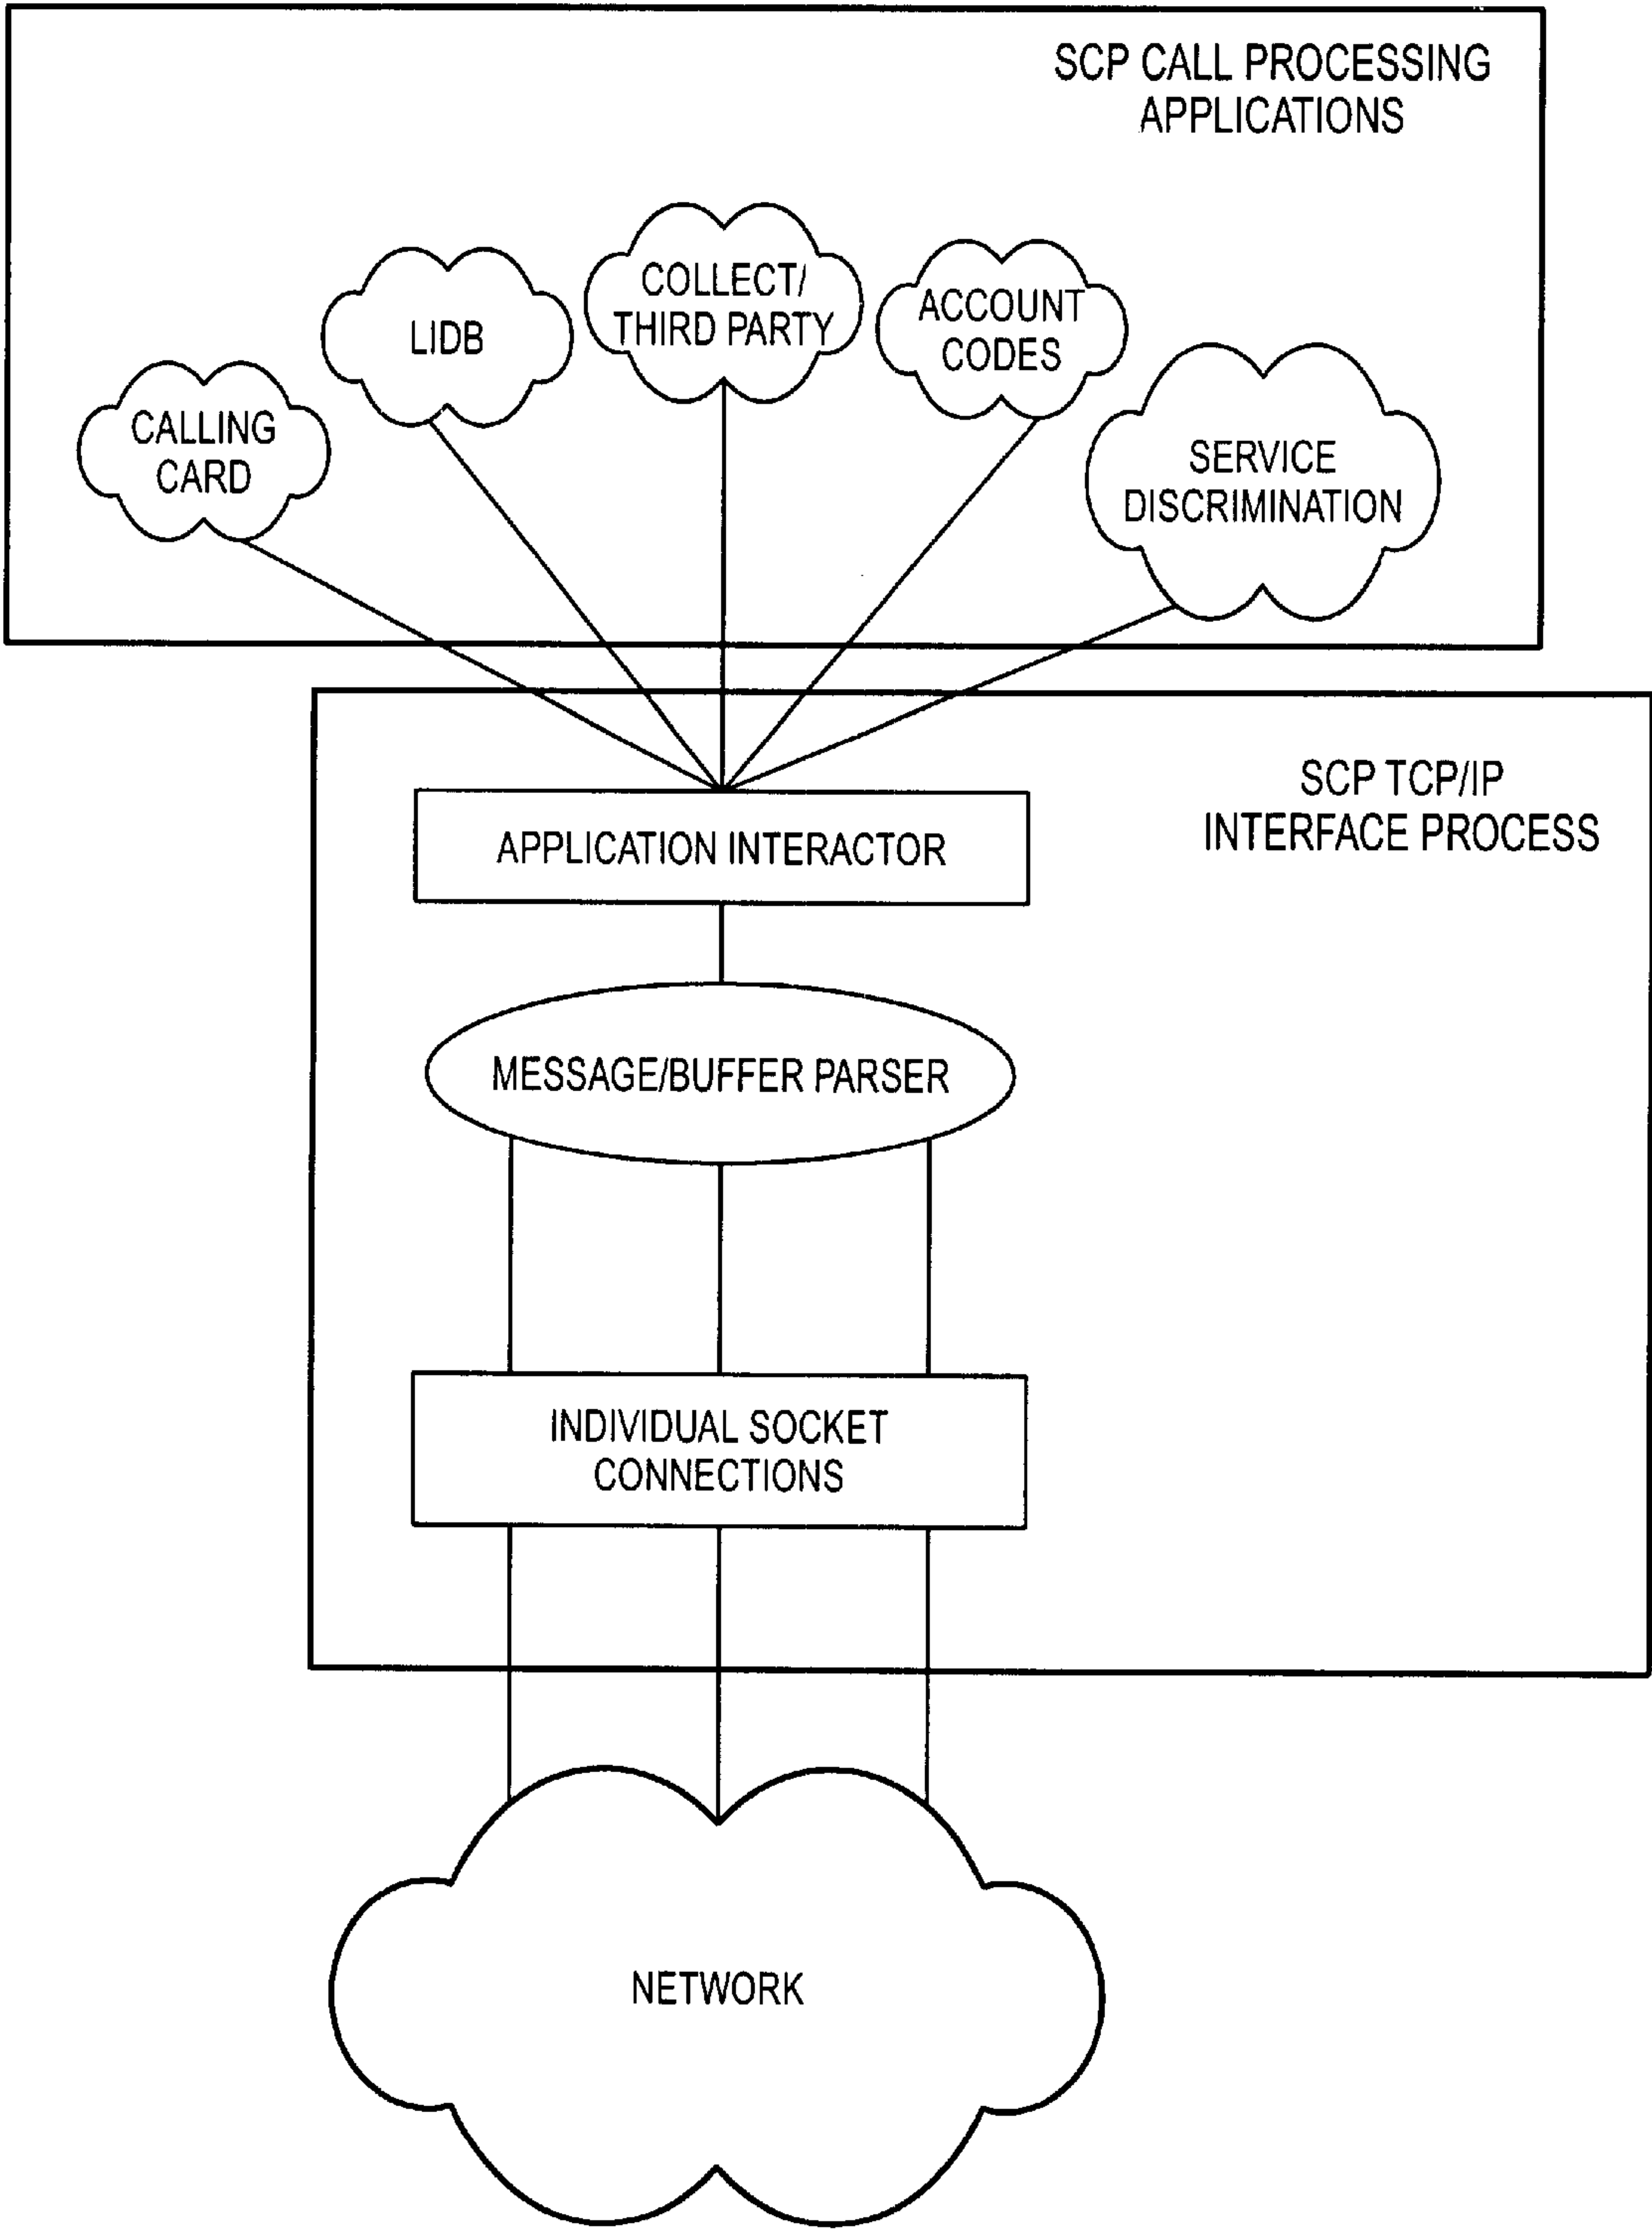 SCP CALL PROCESSING
APPLICATIONS
COLLECT/
THIRD PARTY
ACCOUNT
CODES
LIDB
CALLING
CARD
SERVICE
DISCRIMINATION
SCP TCP/IP
INTERFACE PROCESS
APPLICATION INTERACTOR
MESSAGE/BUFFER PARSER
INDIVIDUAL SOCKET
CONNECTIONS
NETWORK